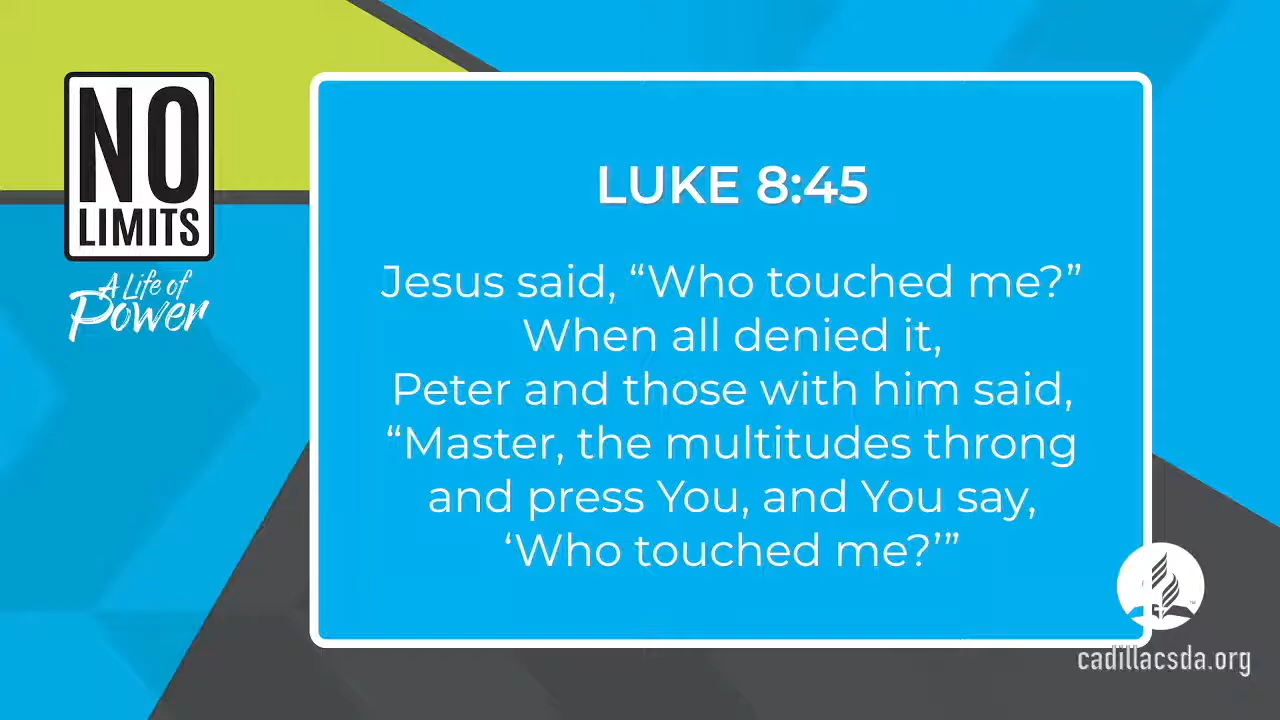 NO
LIMITS
A Life of
Power
LUKE 8:45
Jesus said, “Who touched me?”
When all denied it,
Peter and those with him said,
“Master, the multitudes throng
and press You, and You say,
‘Who touched me?’”
cadillacsda.org